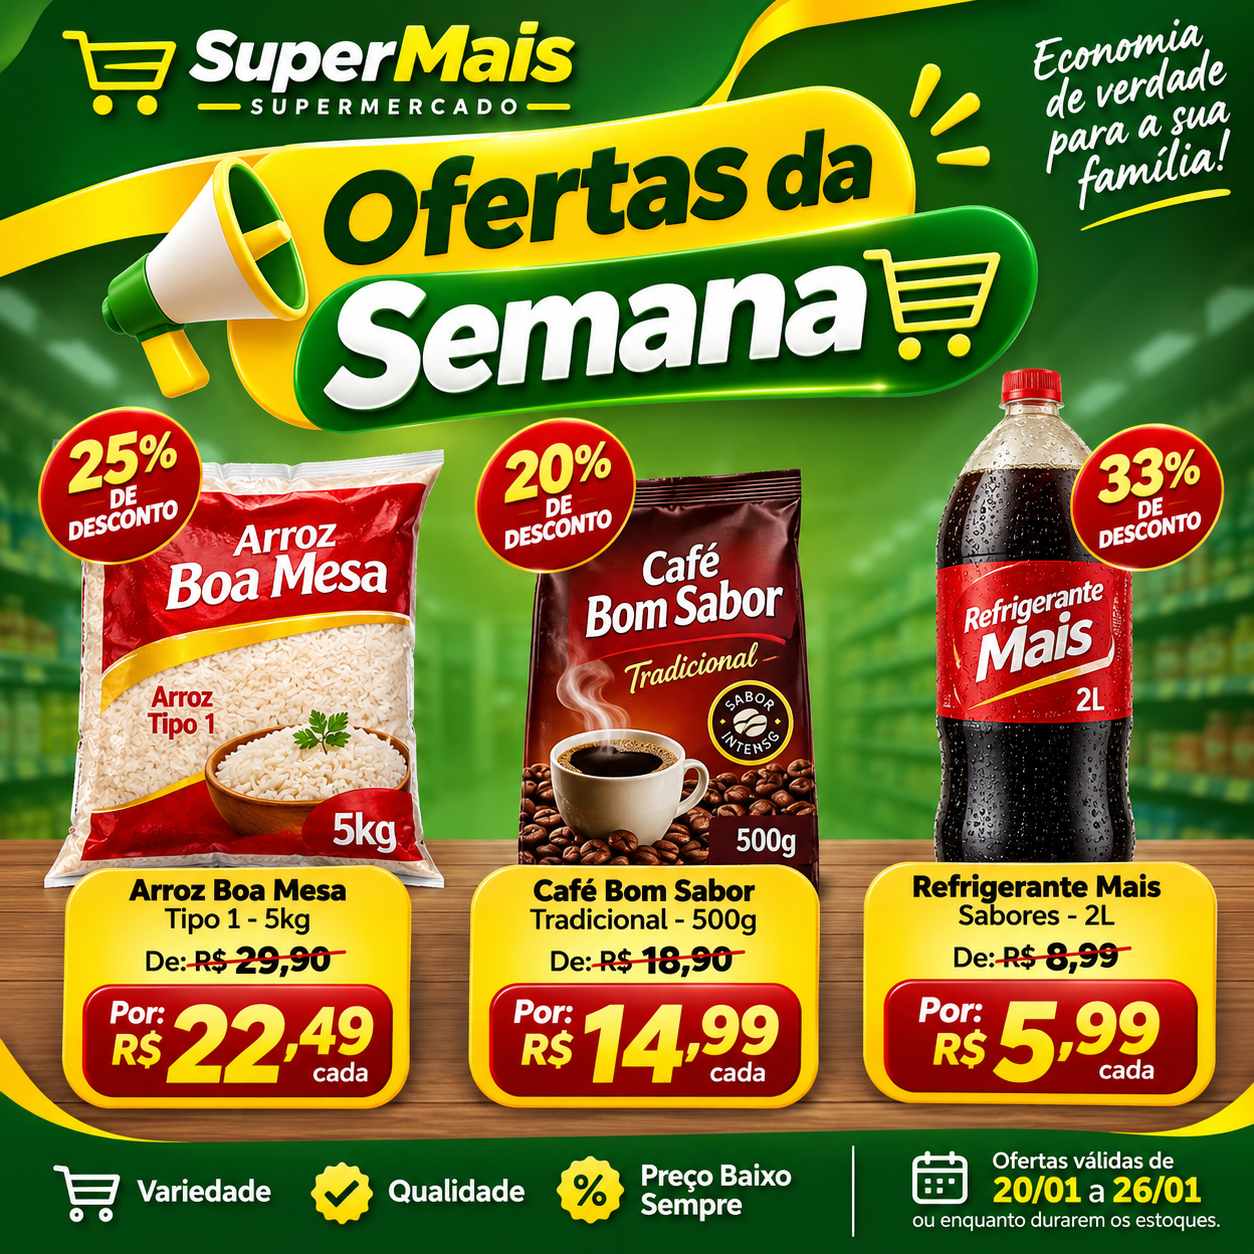 SuperMais
SUPERMERCADO
Economia
de verdade
para a sua
família!
Ofertas da
Semana
25%
DE
DESCONTO
Arroz
Boa Mesa
Arroz
Tipo 1
5kg
20%
DE
DESCONTO
Café
Bom Sabor
Tradicional
SABOR
INTENSO
500g
33%
DE
DESCONTO
Refrigerante
Mais
2L
Arroz Boa Mesa
Tipo 1 - 5kg
De: R$ 29,90
Por:
R$ 22,49
cada
Café Bom Sabor
Tradicional - 500g
De: R$ 18,90
Por:
R$ 14,99
cada
Refrigerante Mais
Sabores - 2L
De: R$ 8,99
Por:
R$ 5,99
cada
Variedade
Qualidade
%
Preço Baixo
Sempre
Ofertas válidas de
20/01 a 26/01
ou enquanto durarem os estoques.